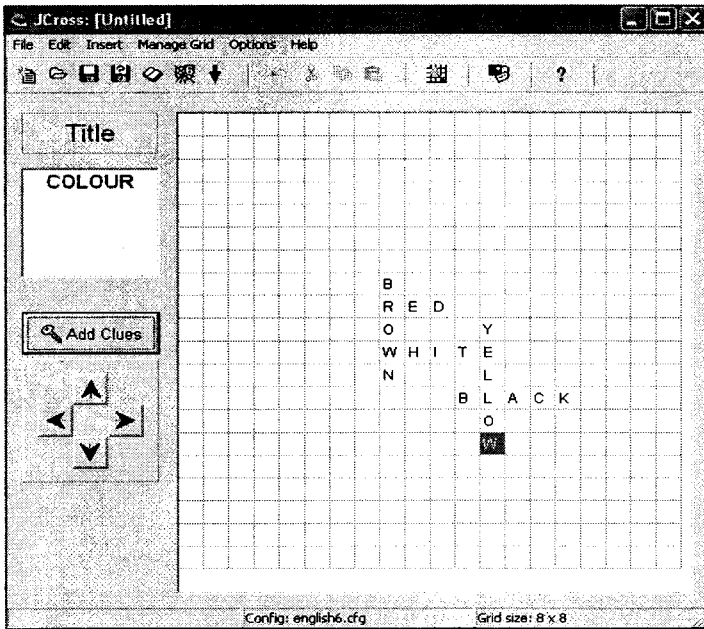 JCross: [Untitled]
File Edit Insert Manage Grid Options Help
?
Title
COLOUR
Add Clues
B
R E D
O Y
W H I T E
N L
B L A C K
O
W
Config: english6.cfg Grid size: 8 x 8